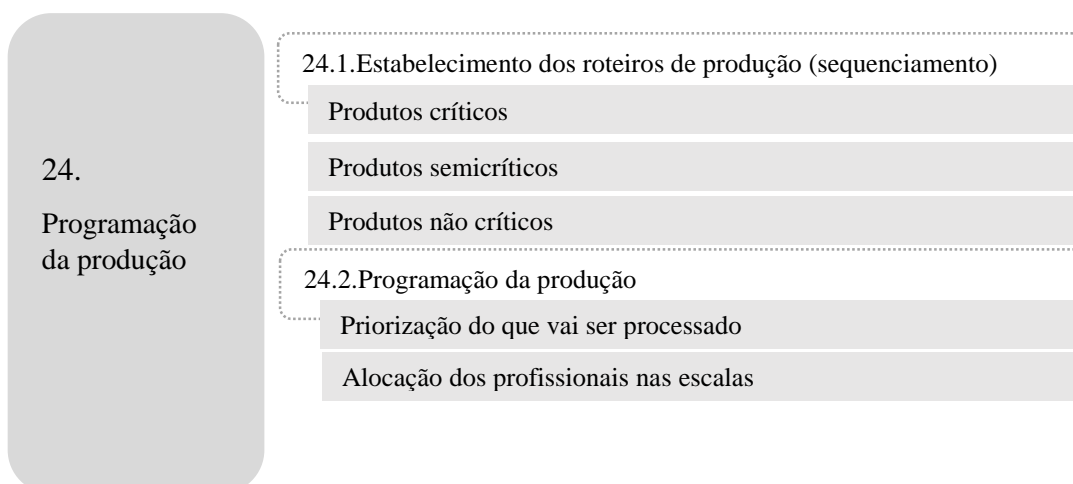 24.
Programação
da produção
24.1.Estabelecimento dos roteiros de produção (sequenciamento)
Produtos críticos
Produtos semicríticos
Produtos não críticos
24.2.Programação da produção
Priorização do que vai ser processado
Alocação dos profissionais nas escalas